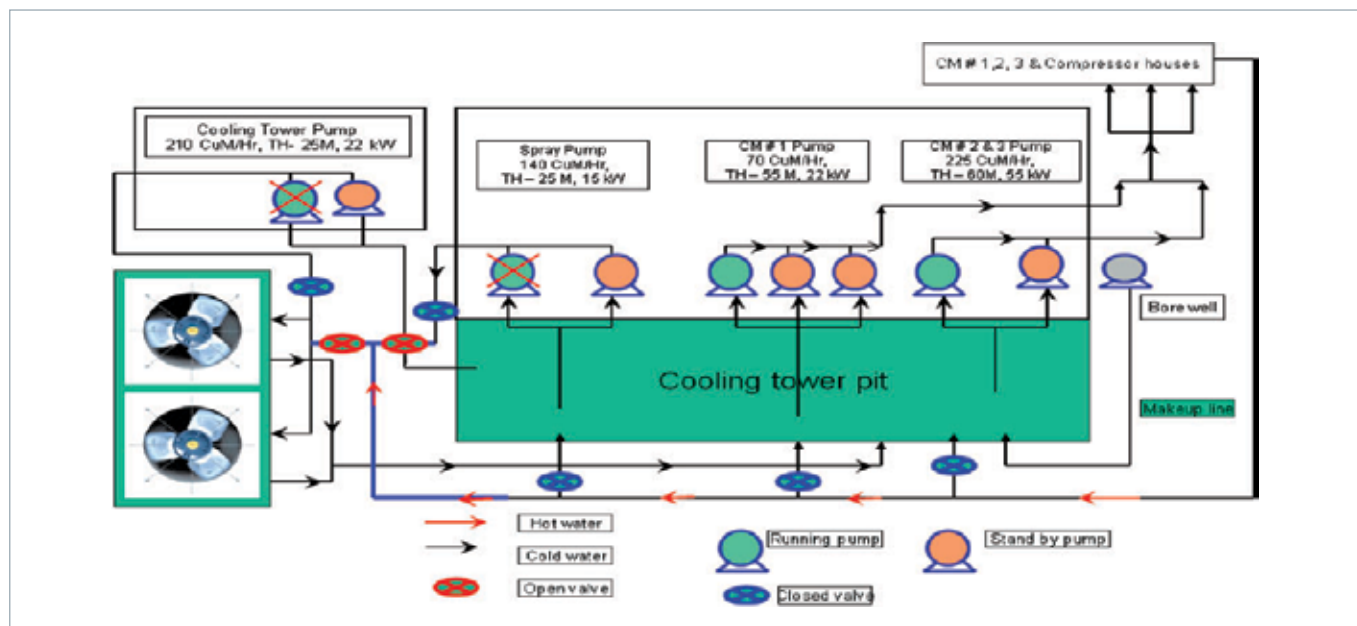 CM # 1,2, 3 & Compressor houses
Cooling Tower Pump
210 CuM/Hr, TH- 25M, 22 kW
Spray Pump
140 CuM/Hr,
TH – 25 M, 15 kW
CM # 1 Pump
70 CuM/Hr,
TH – 55 M, 22 kW
CM # 2 & 3 Pump
225 CuM/Hr,
TH – 60M, 55 kW
Bore well
Cooling tower pit
Makeup line
Hot water
Cold water
Open valve
Running pump
Closed valve
Stand by pump